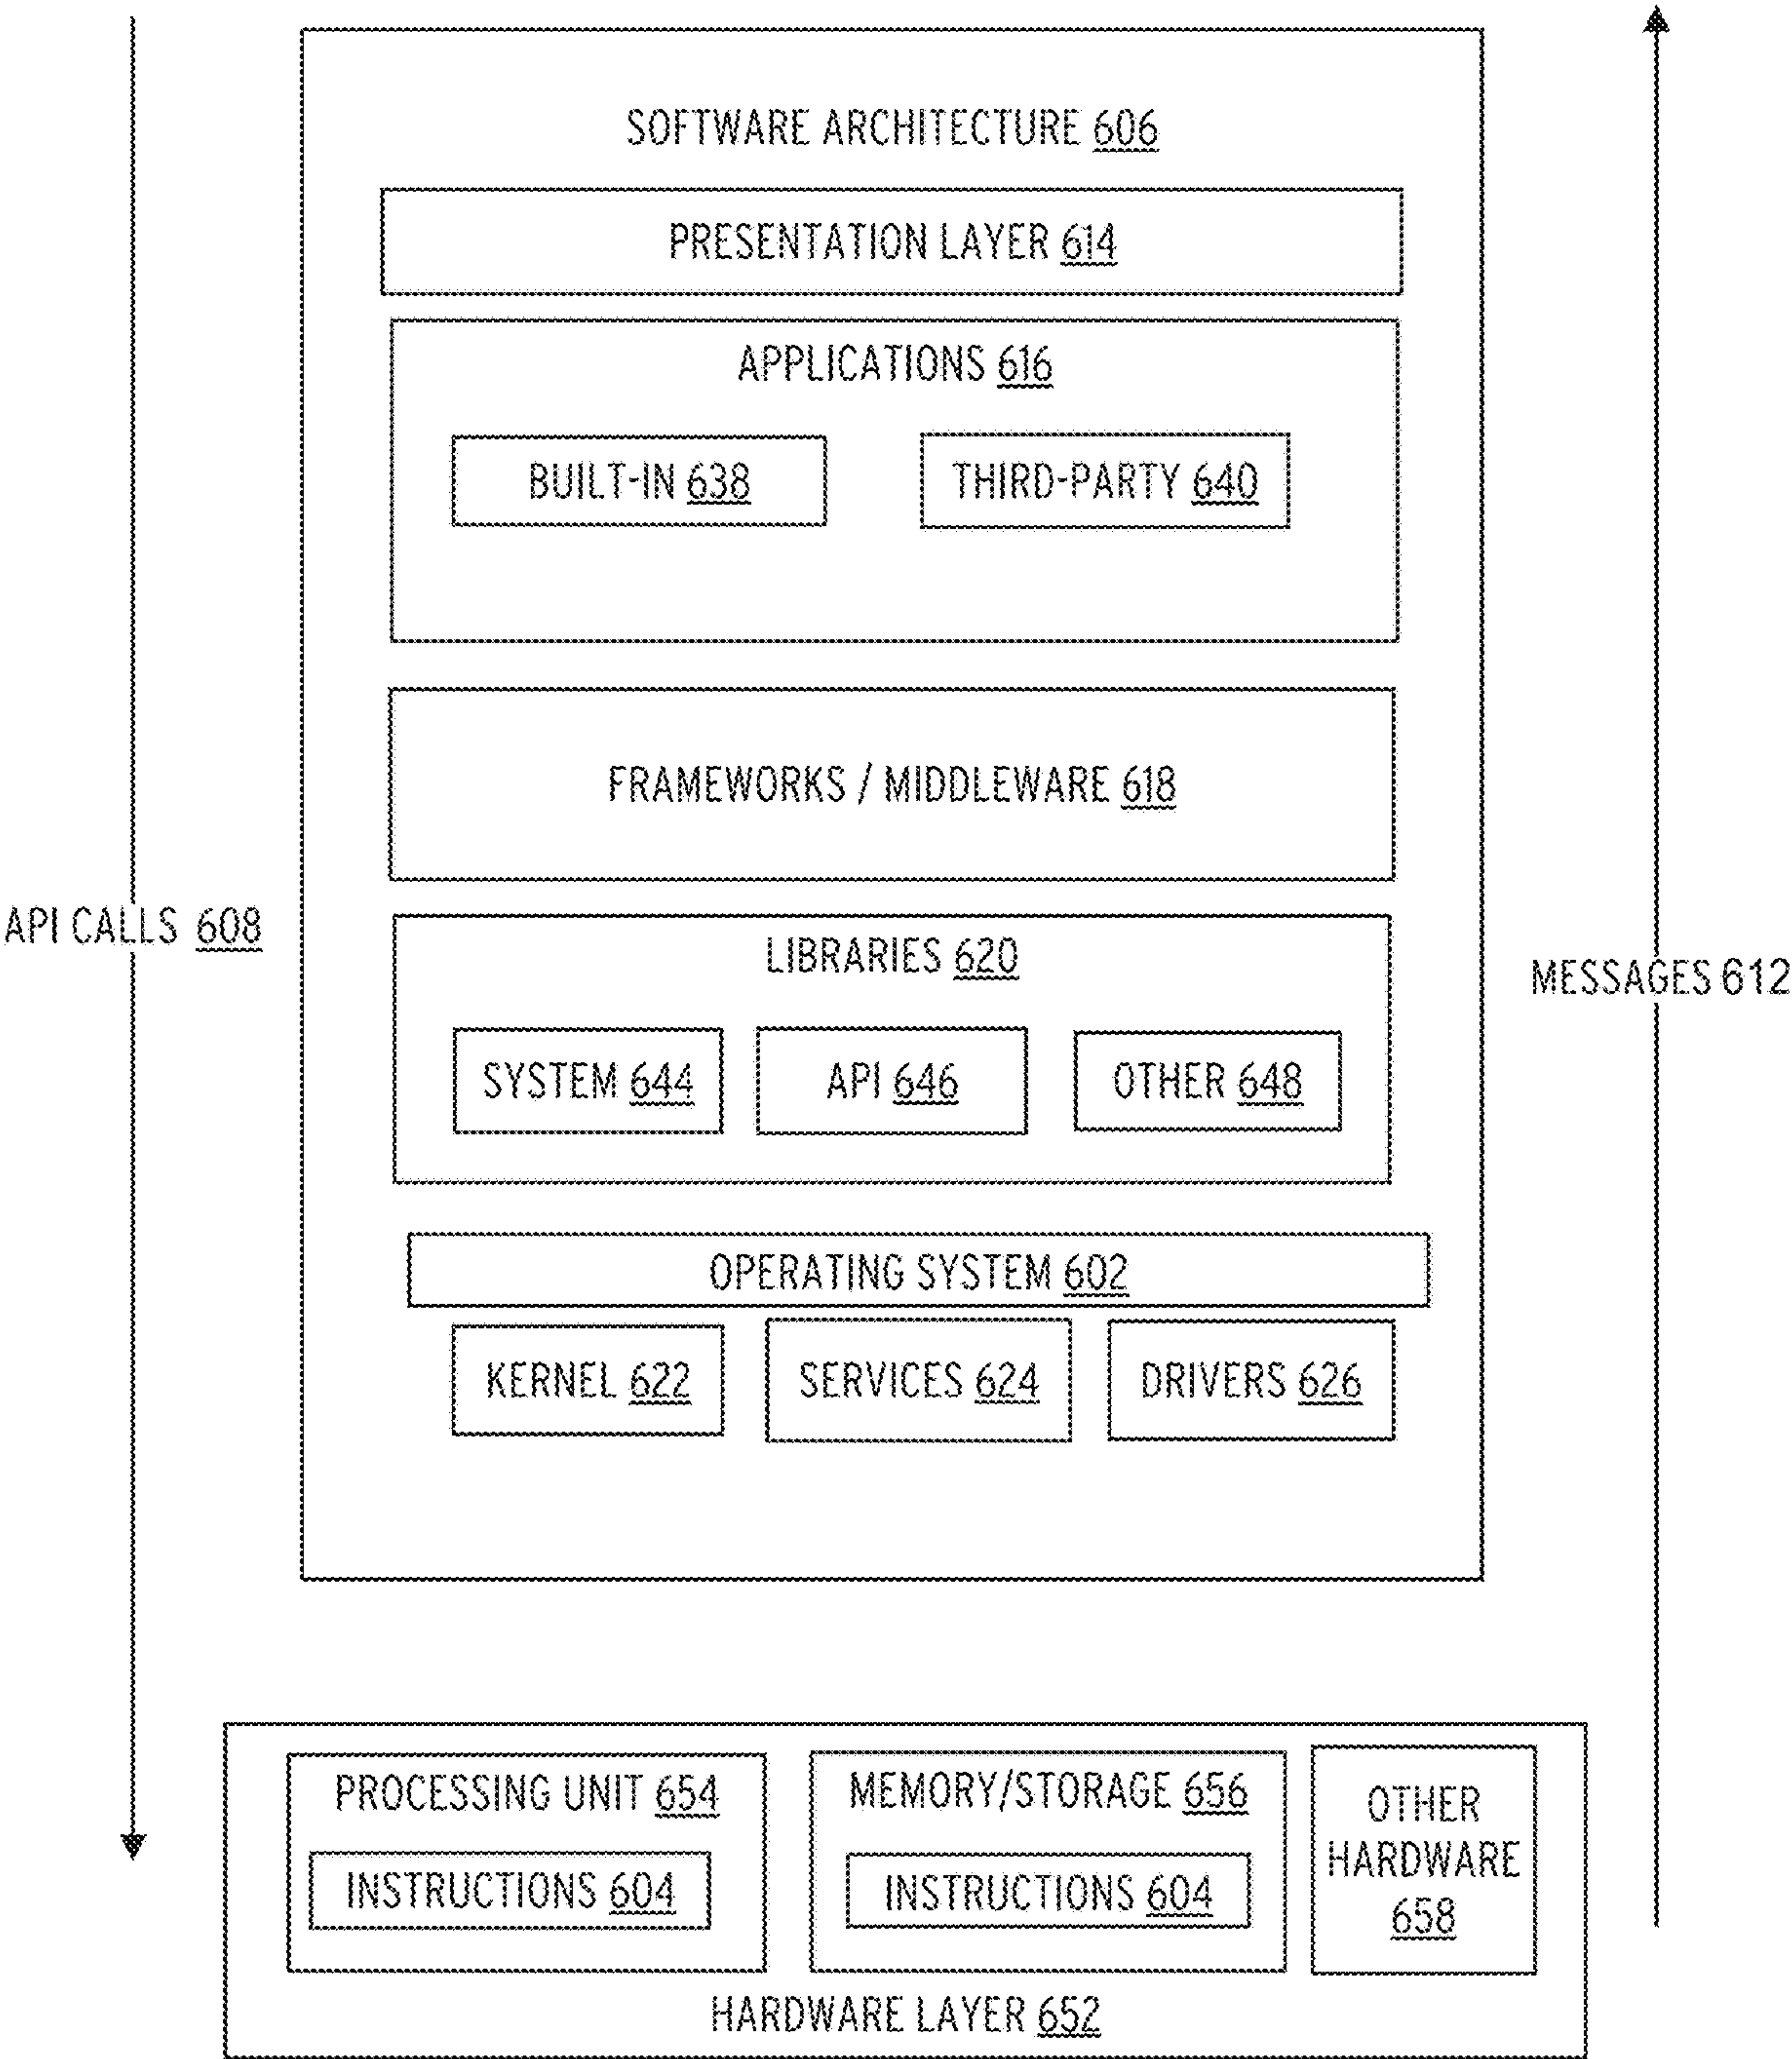 SOFTWARE ARCHITECTURE 606
PRESENTATION LAYER 614
APPLICATIONS 616
BUILT-IN 638
THIRD-PARTY 640
FRAMEWORKS / MIDDLEWARE 618
API CALLS 608
LIBRARIES 620
MESSAGES 612
SYSTEM 644
API 646
OTHER 648
OPERATING SYSTEM 602
KERNEL 622
SERVICES 624
DRIVERS 626
PROCESSING UNIT 654
INSTRUCTIONS 604
MEMORY/STORAGE 656
INSTRUCTIONS 604
OTHER
HARDWARE
658
HARDWARE LAYER 652